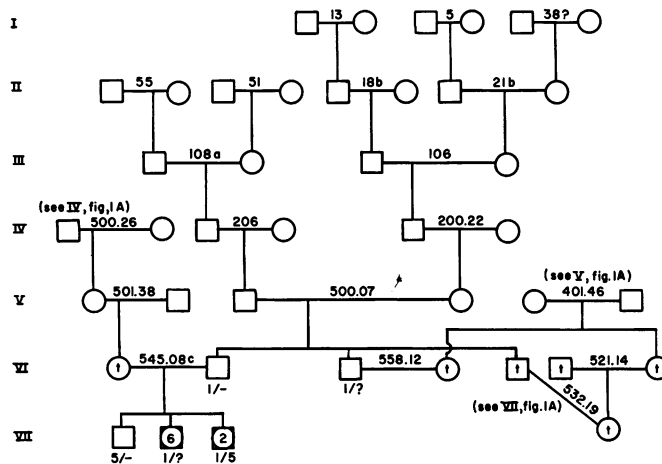 I 13 5 38?
II 55 51 18b 21b
III 108a 106
(see IV, fig, 1A)
IV 500.26 206 200.22
(see V, fig. 1A)
V 501.38 500.07 401.46
VI t 545.08c 558.12 t t t 521.14 t
1/- 1/?
(see VII, fig. 1A) 532.19
VII 6 2 t
5/- 1/? 1/5